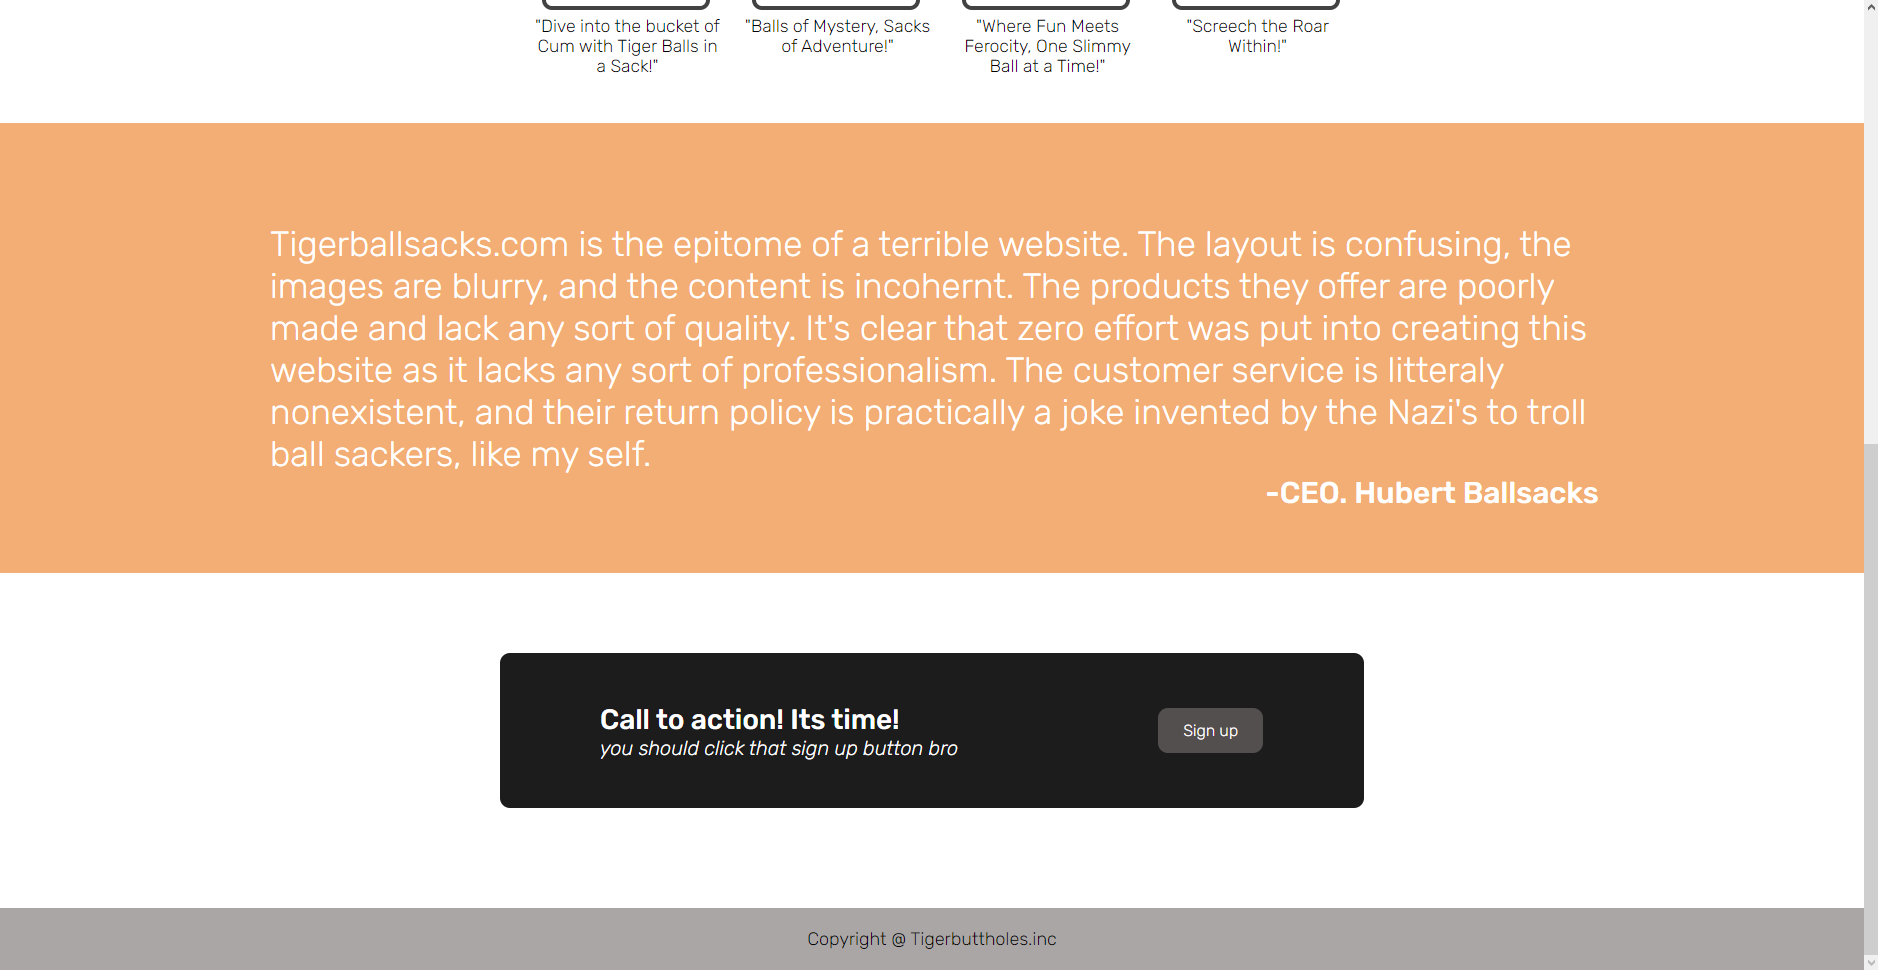 "Dive into the bucket of
Cum with Tiger Balls in
a Sack!"
"Balls of Mystery, Sacks
of Adventure!"
"Where Fun Meets
Ferocity, One Slimmy
Ball at a Time!"
"Screech the Roar
Within!"
Tigerballsacks.com is the epitome of a terrible website. The layout is confusing, the
images are blurry, and the content is incohernt. The products they offer are poorly
made and lack any sort of quality. It's clear that zero effort was put into creating this
website as it lacks any sort of professionalism. The customer service is litteraly
nonexistent, and their return policy is practically a joke invented by the Nazi's to troll
ball sackers, like my self.
-CEO. Hubert Ballsacks
Call to action! Its time!
you should click that sign up button bro
Sign up
Copyright @ Tigerbuttholes.inc